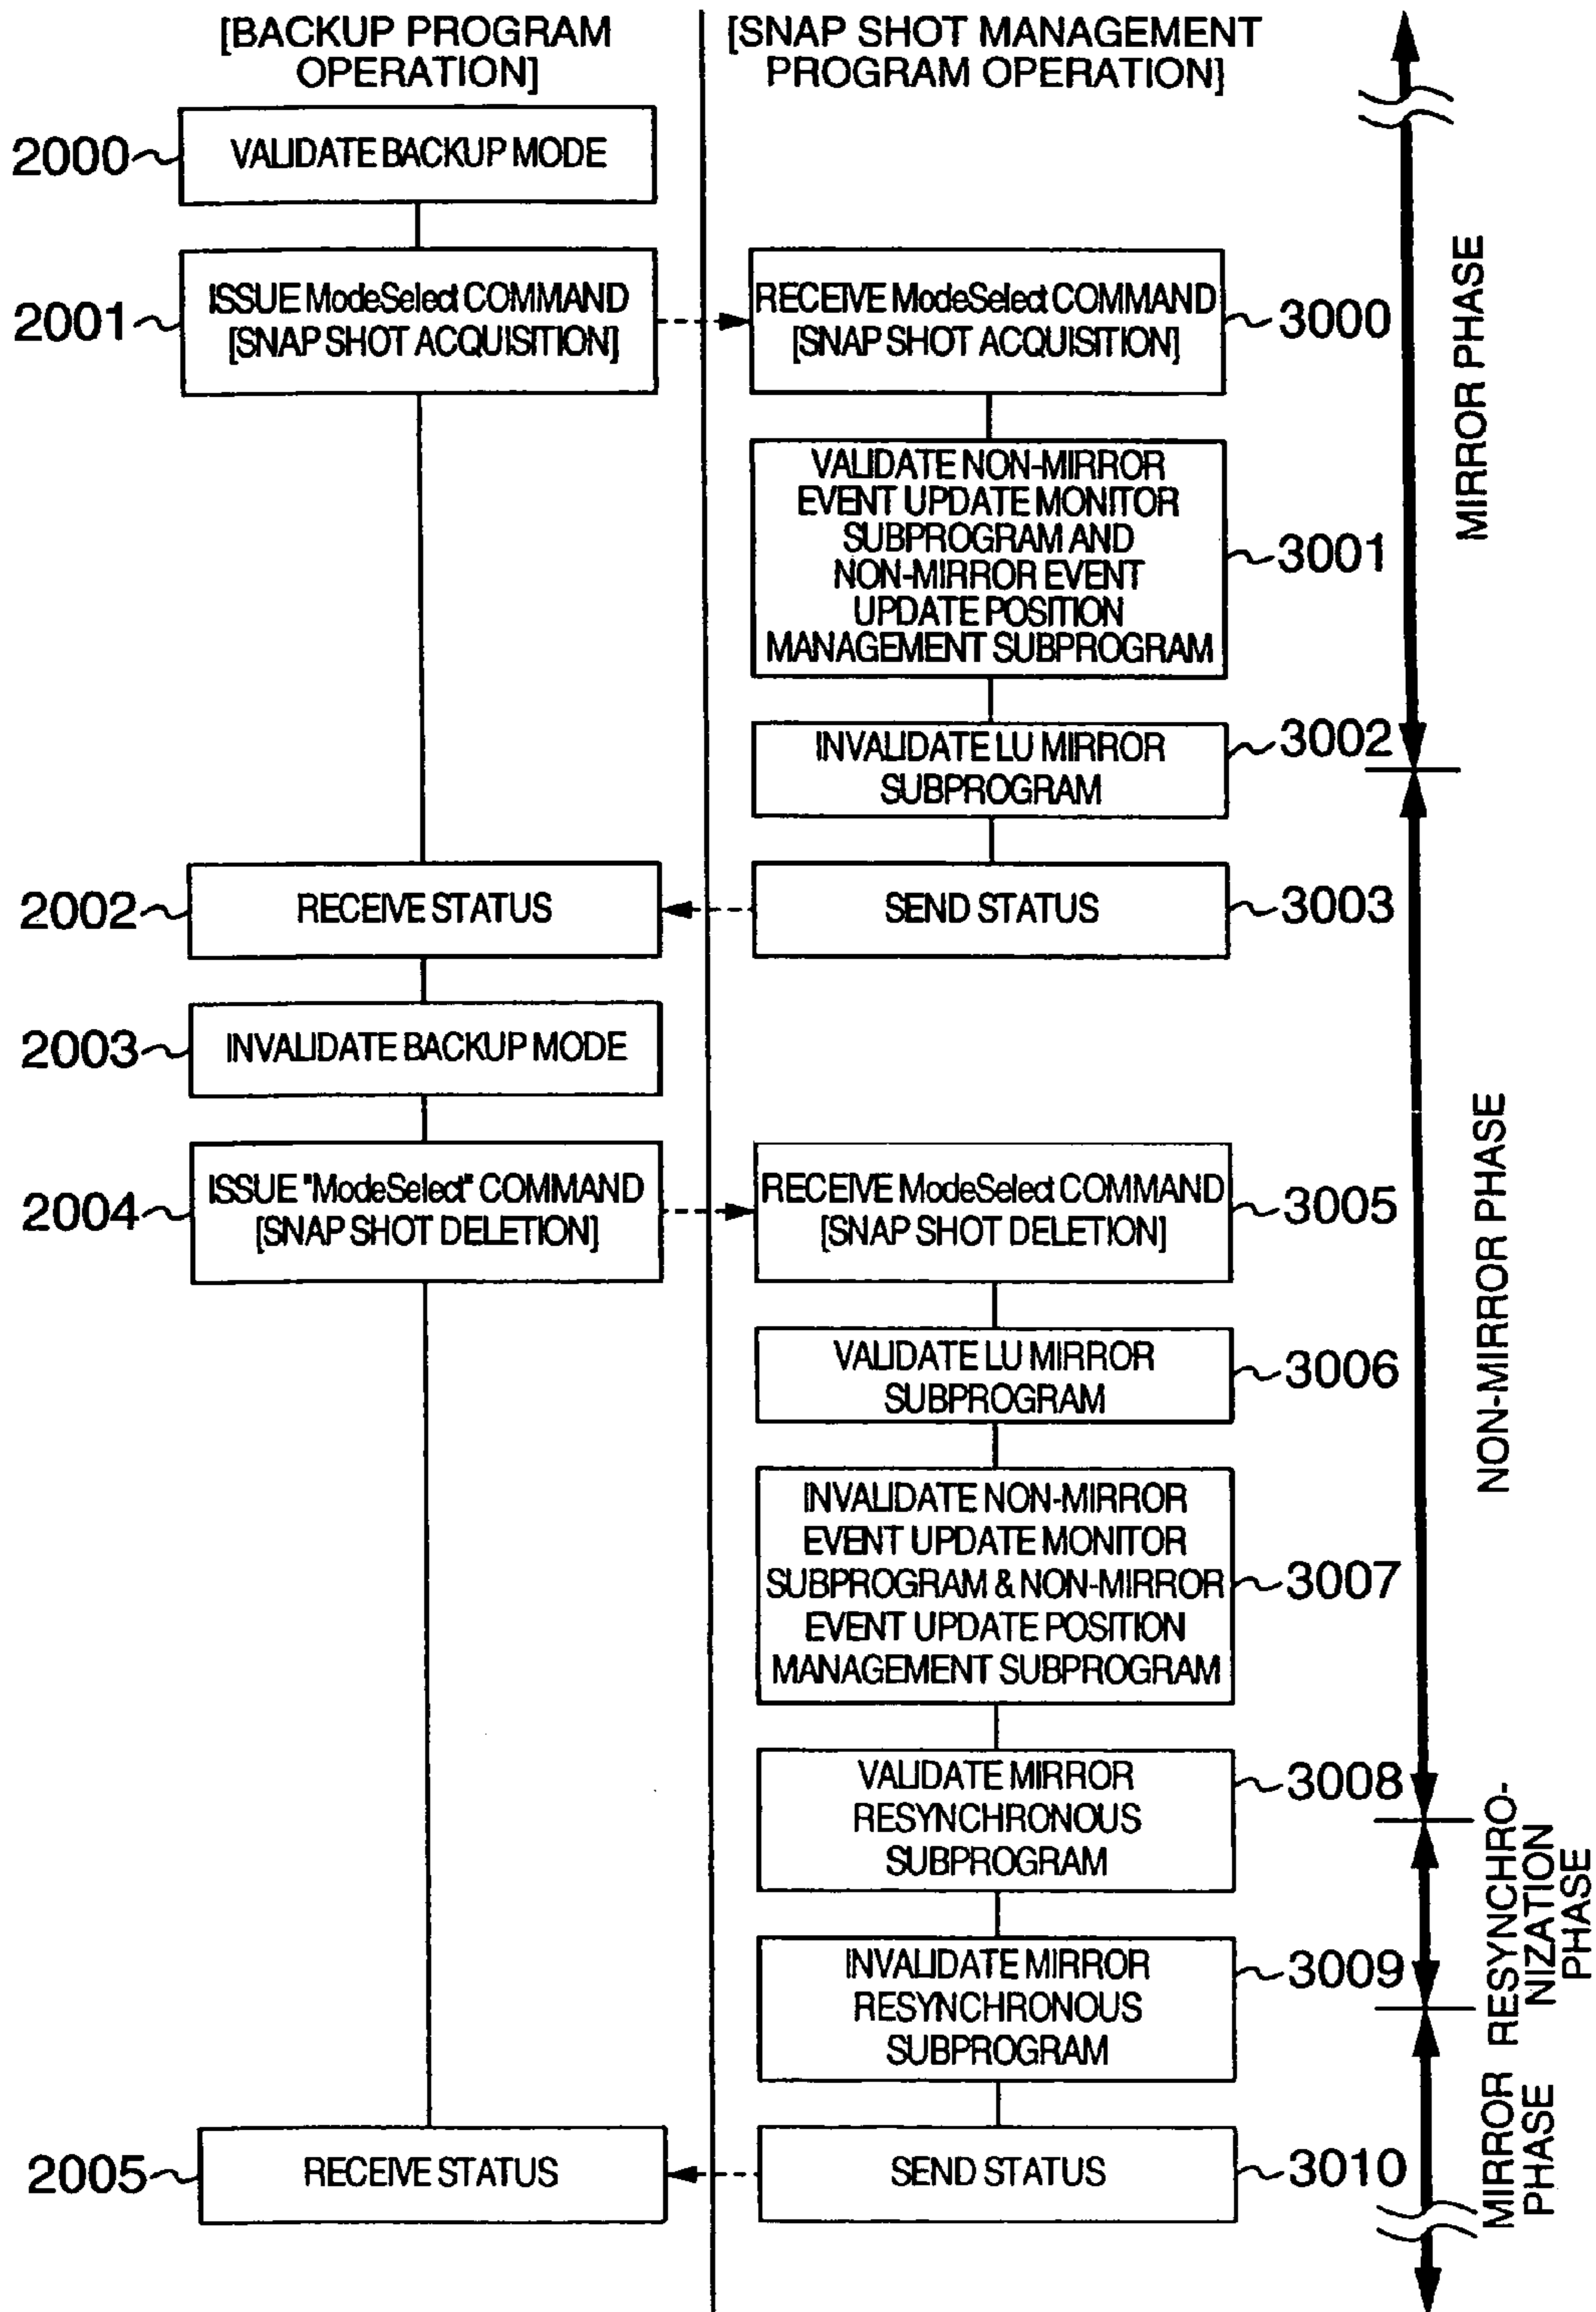 [BACKUP PROGRAM
OPERATION]
[SNAP SHOT MANAGEMENT
PROGRAM OPERATION]
2000
VALIDATE BACKUP MODE
2001
ISSUE ModeSelect COMMAND
[SNAP SHOT ACQUISITION]
RECEIVE ModeSelect COMMAND
[SNAP SHOT ACQUISITION]
3000
VALIDATE NON-MIRROR
EVENT UPDATE MONITOR
SUBPROGRAM AND
NON-MIRROR EVENT
UPDATE POSITION
MANAGEMENT SUBPROGRAM
3001
INVALIDATE LU MIRROR
SUBPROGRAM
3002
MIRROR PHASE
2002
RECEIVE STATUS
SEND STATUS
3003
2003
INVALIDATE BACKUP MODE
2004
ISSUE "ModeSelect" COMMAND
[SNAP SHOT DELETION]
RECEIVE ModeSelect COMMAND
[SNAP SHOT DELETION]
3005
VALIDATE LU MIRROR
SUBPROGRAM
3006
INVALIDATE NON-MIRROR
EVENT UPDATE MONITOR
SUBPROGRAM & NON-MIRROR
EVENT UPDATE POSITION
MANAGEMENT SUBPROGRAM
3007
NON-MIRROR PHASE
VALIDATE MIRROR
RESYNCHRONOUS
SUBPROGRAM
3008
INVALIDATE MIRROR
RESYNCHRONOUS
SUBPROGRAM
3009
RESYNCHRO-
NIZATION
PHASE
2005
RECEIVE STATUS
SEND STATUS
3010
MIRROR
PHASE